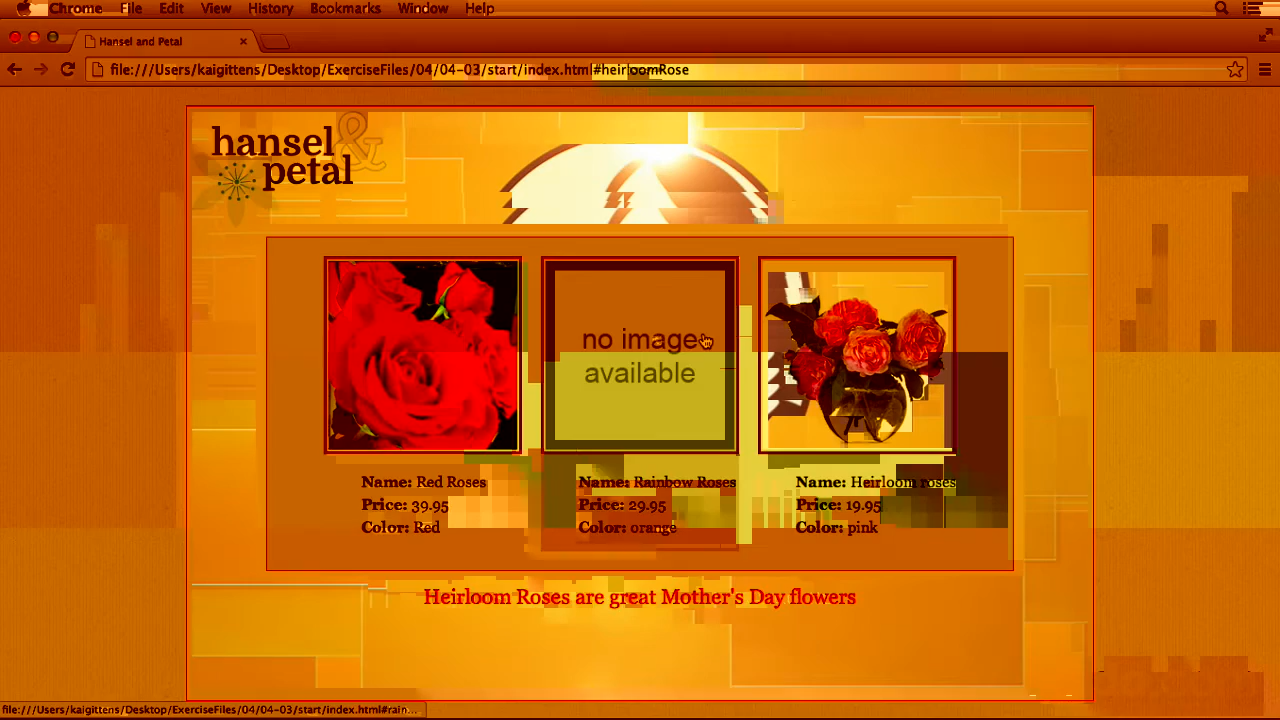 Chrome File Edit View History Bookmarks Window Help
Hansel and Petal
file:///Users/kaigittens/Desktop/ExerciseFiles/04/04-03/start/index.html#heirloomRose
hansel &
petal
no image
available
Name: Red Roses
Price: 39.95
Color: Red
Name: Rainbow Roses
Price: 29.95
Color: orange
Name: Heirloom roses
Price: 19.95
Color: pink
Heirloom Roses are great Mother's Day flowers
file:///Users/kaigittens/Desktop/ExerciseFiles/04/04-03/start/index.html#rain...